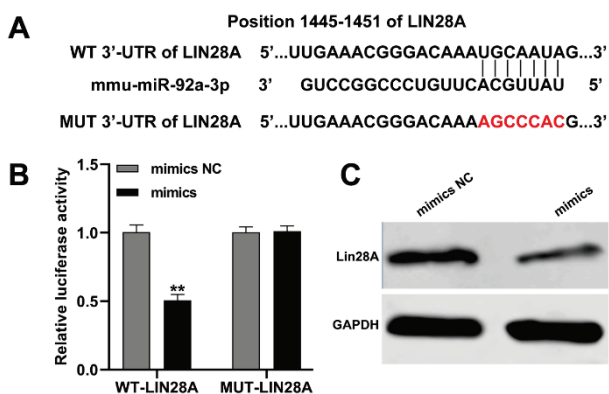 A
Position 1445-1451 of LIN28A
WT 3'-UTR of LIN28A 5'...UUGAAACGGGACAAAUGCAAUAG...3'
mmu-miR-92a-3p 3' GUCCGGCCCUGUUCACGUUAU 5'
MUT 3'-UTR of LIN28A 5'...UUGAAACGGGACAAAAGCCCACG...3'
B
Relative luciferase activity
1.5
1.0
0.5
0.0
mimics NC
mimics
**
WT-LIN28A
MUT-LIN28A
C
mimics NC
mimics
Lin28A
GAPDH